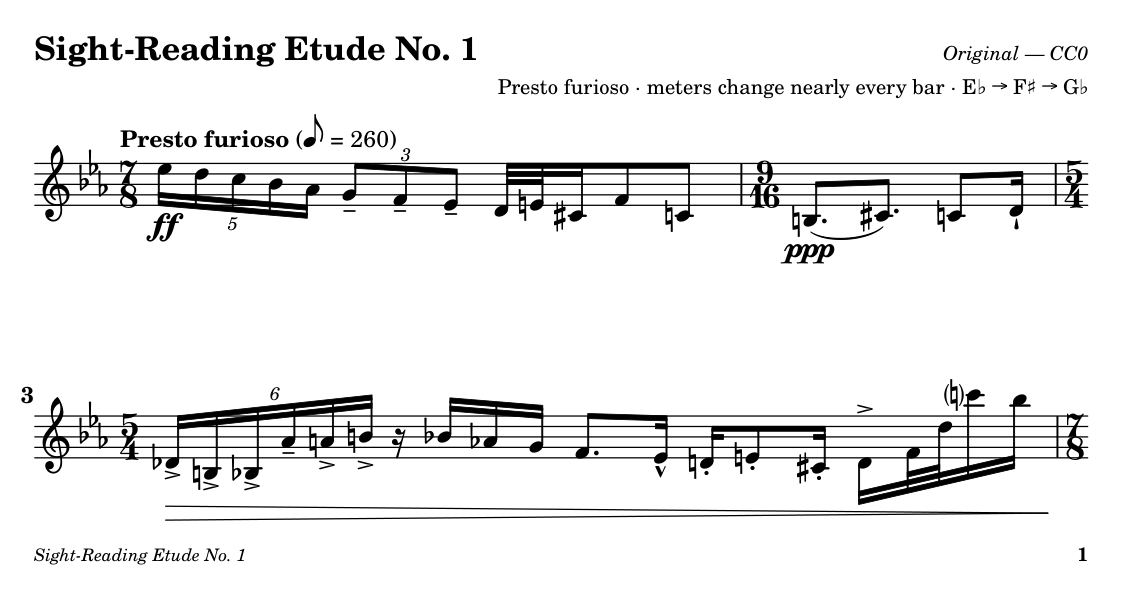 Sight-Reading Etude No. 1
Original — CC0
Presto furioso · meters change nearly every bar · E♭ → F♯ → G♭
Presto furioso (♪ = 260)
7/8 5 3 9/16 5/4
ff ppp
3 5/4 6 7/8
Sight-Reading Etude No. 1 1